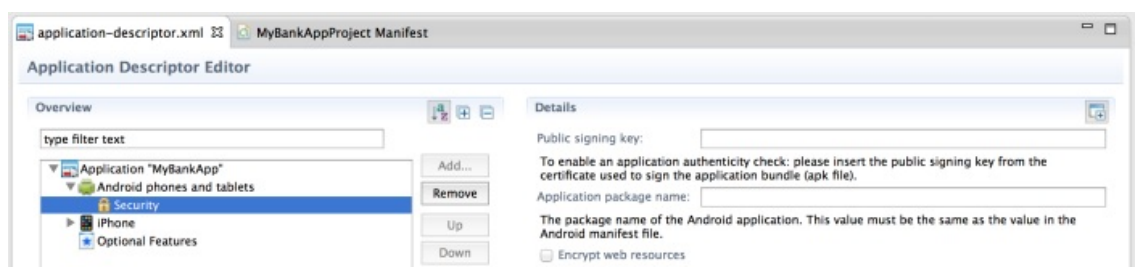 application-descriptor.xml
MyBankAppProject Manifest
Application Descriptor Editor
Overview
type filter text
Application "MyBankApp"
Android phones and tablets
Security
iPhone
Optional Features
Add...
Remove
Up
Down
Details
Public signing key:
To enable an application authenticity check: please insert the public signing key from the
certificate used to sign the application bundle (apk file).
Application package name:
The package name of the Android application. This value must be the same as the value in the
Android manifest file.
Encrypt web resources